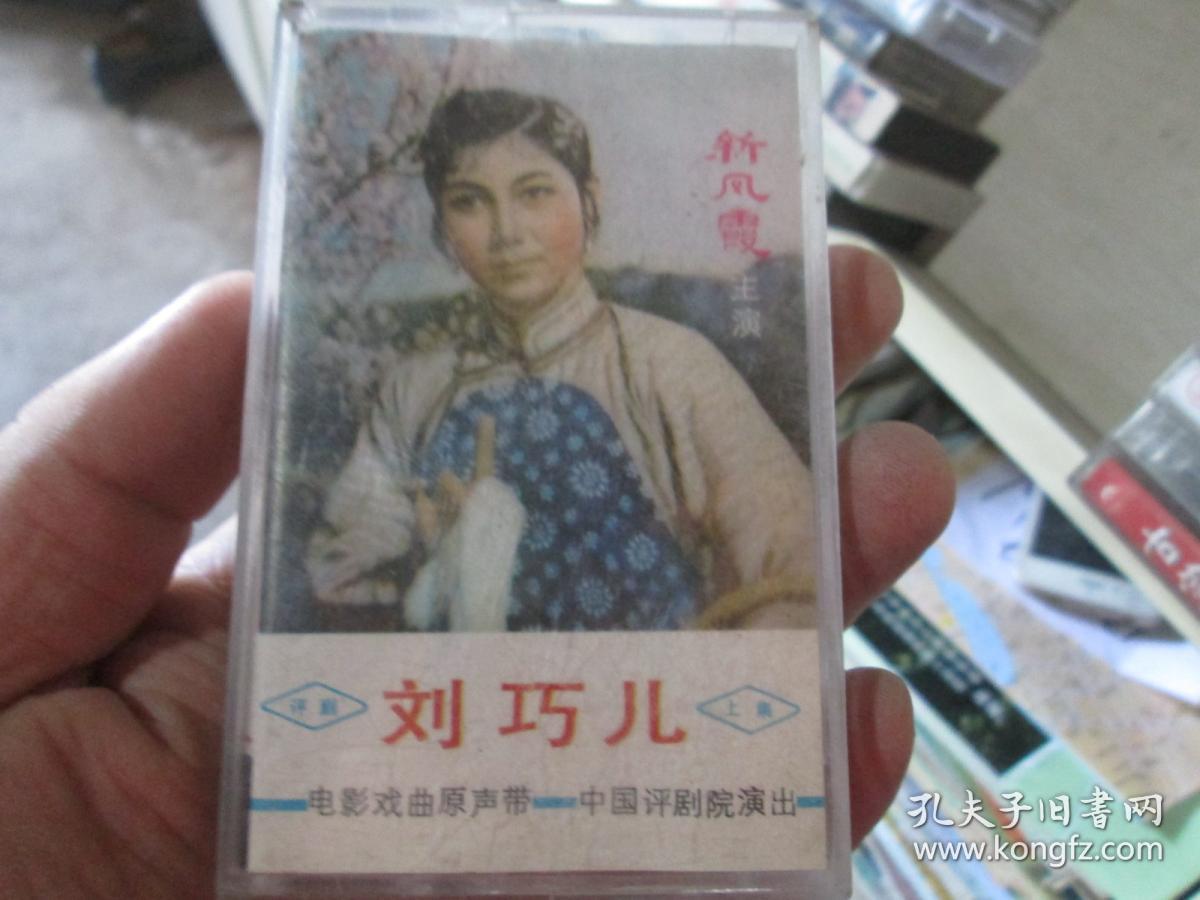 新凤霞
主演
评剧
刘巧儿
上集
电影戏曲原声带
中国评剧院演出
孔夫子旧书网
www.kongfz.com